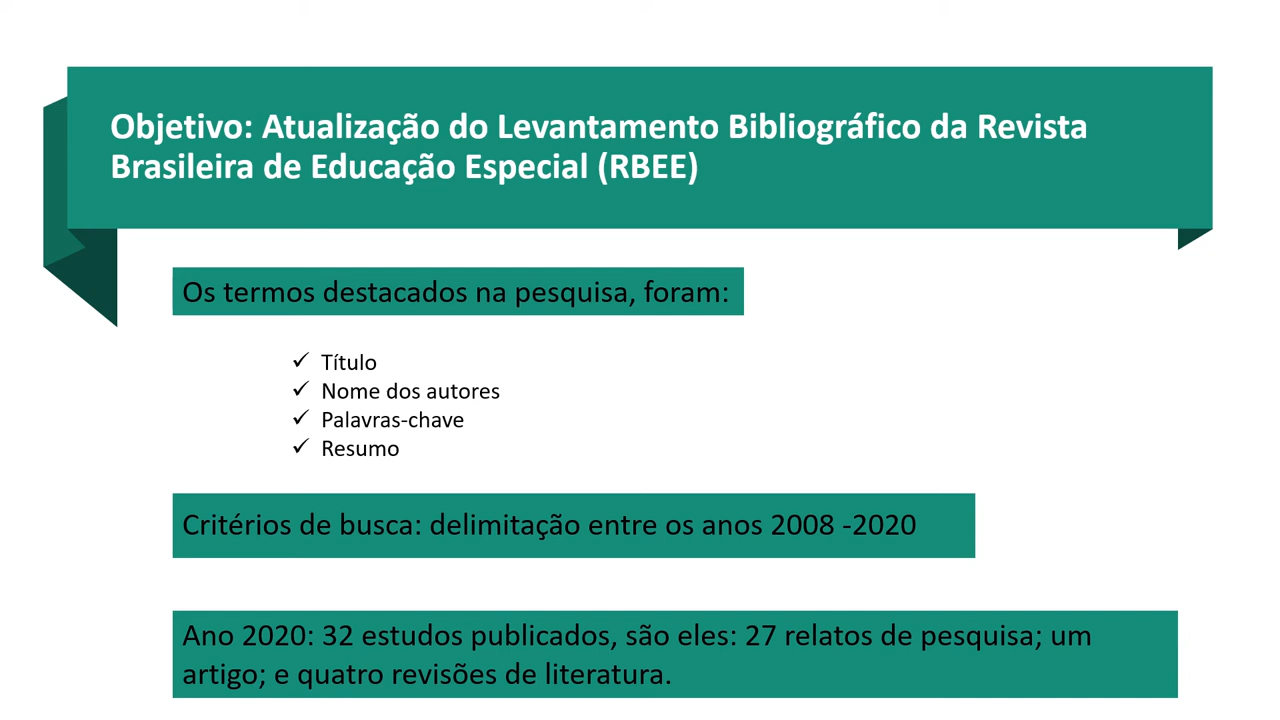 Objetivo: Atualização do Levantamento Bibliográfico da Revista
Brasileira de Educação Especial (RBEE)
Os termos destacados na pesquisa, foram:
✓ Título
✓ Nome dos autores
✓ Palavras-chave
✓ Resumo
Critérios de busca: delimitação entre os anos 2008 -2020
Ano 2020: 32 estudos publicados, são eles: 27 relatos de pesquisa; um
artigo; e quatro revisões de literatura.